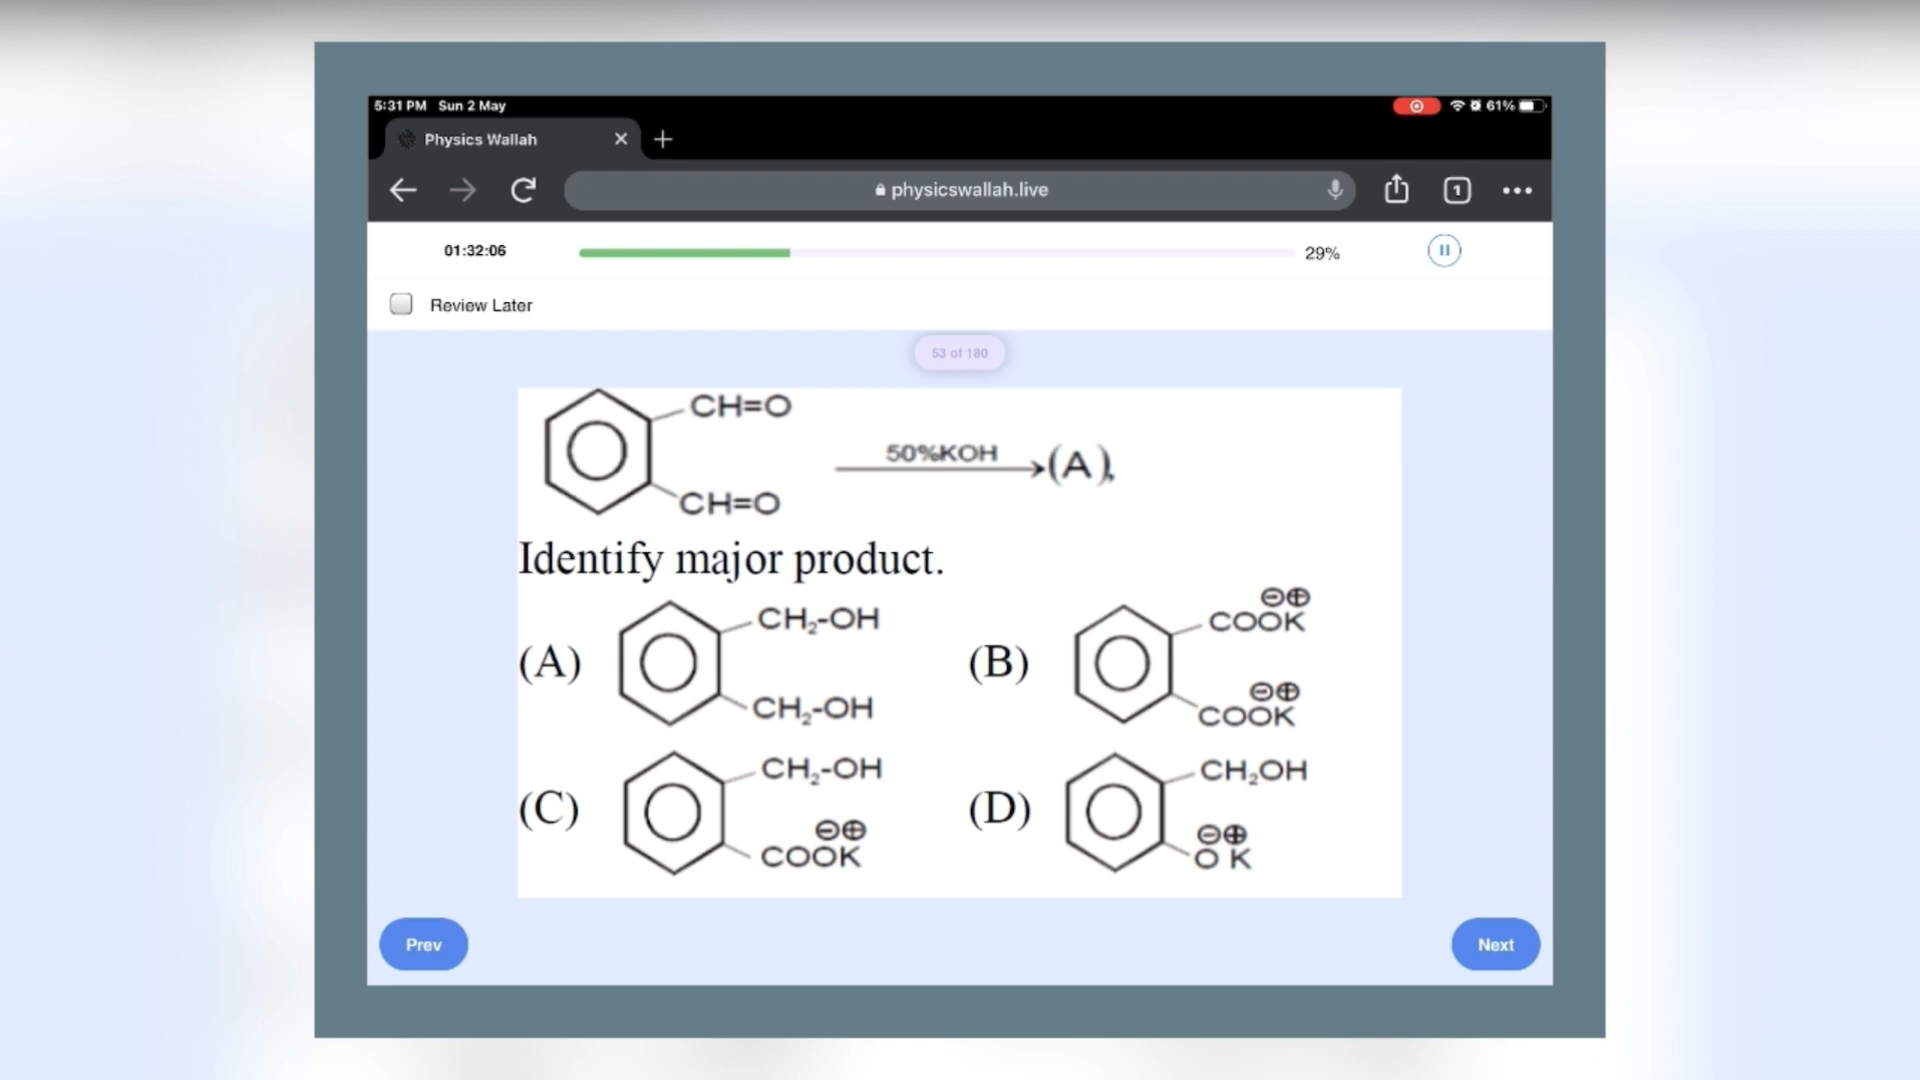 5:31 PM Sun 2 May
61%
Physics Wallah
physicswallah.live
1
01:32:06
29%
Review Later
53 of 180
CH=O
50%KOH
(A),
CH=O
Identify major product.
(A)
CH₂-OH
CH₂-OH
(B)
⊖⊕
COOK
⊖⊕
COOK
(C)
CH₂-OH
⊖⊕
COOK
(D)
CH₂OH
⊖⊕
O K
Prev
Next